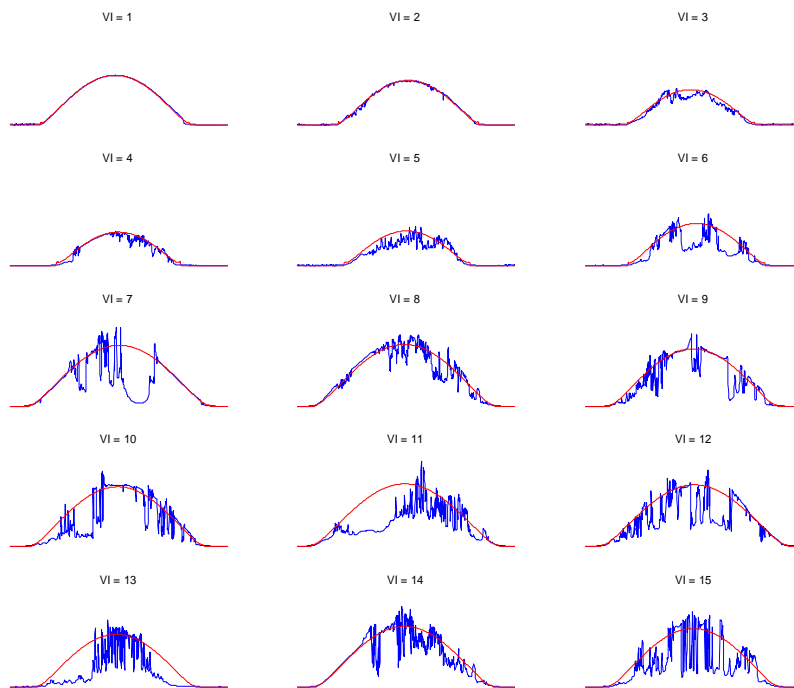 VI = 1
VI = 2
VI = 3
VI = 4
VI = 5
VI = 6
VI = 7
VI = 8
VI = 9
VI = 10
VI = 11
VI = 12
VI = 13
VI = 14
VI = 15